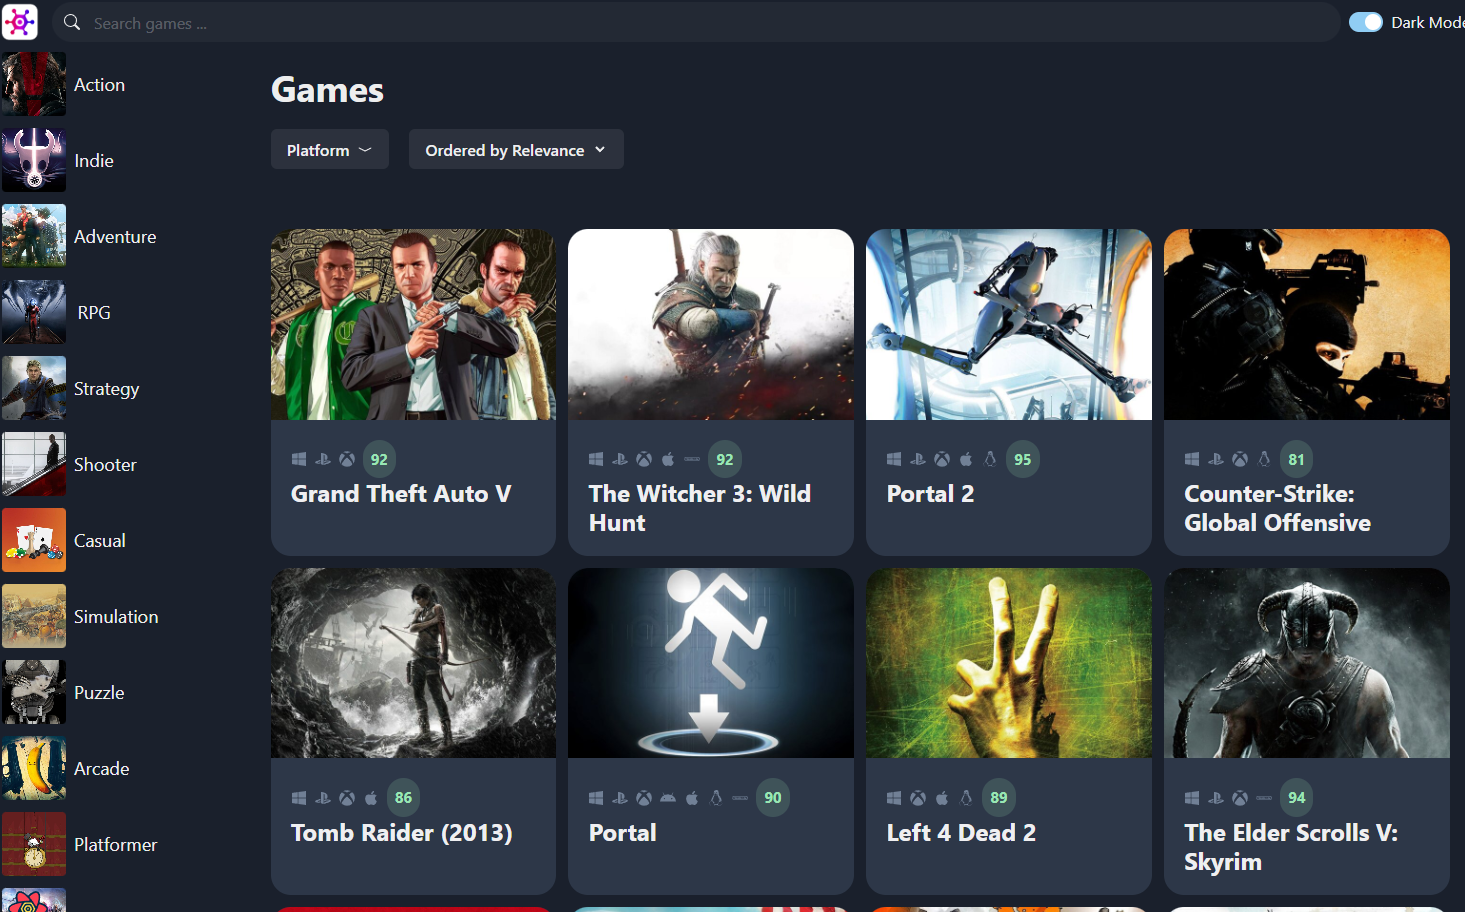 Search games ...
Dark Mode
Action
Indie
Adventure
RPG
Strategy
Shooter
Casual
Simulation
Puzzle
Arcade
Platformer
Games
Platform
Ordered by Relevance
92
Grand Theft Auto V
92
The Witcher 3: Wild
Hunt
95
Portal 2
81
Counter-Strike:
Global Offensive
86
Tomb Raider (2013)
90
Portal
89
Left 4 Dead 2
94
The Elder Scrolls V:
Skyrim